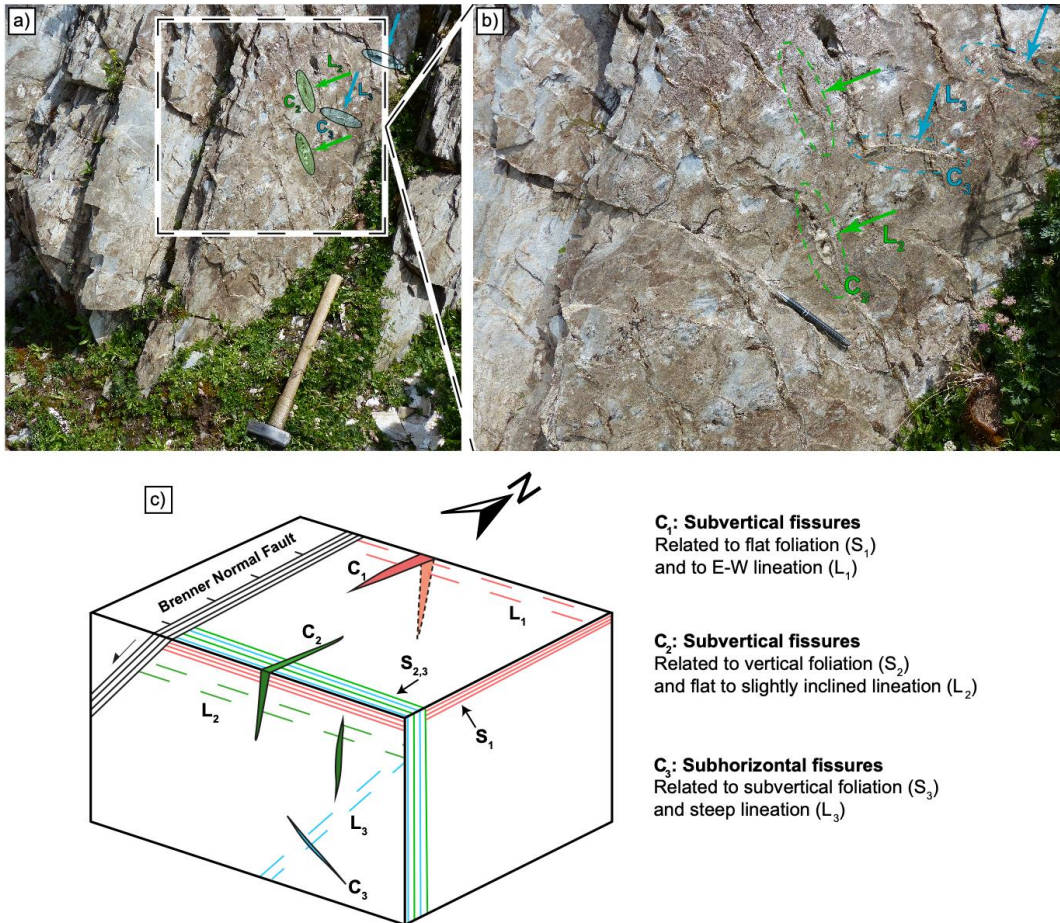 a)
L2
C2
L3
C3
b)
L3
C3
L2
C2
c)
N
Brenner Normal Fault
C1
L1
C2
S2,3
L2
S1
L3
C3
C1: Subvertical fissures
Related to flat foliation (S1)
and to E-W lineation (L1)
C2: Subvertical fissures
Related to vertical foliation (S2)
and flat to slightly inclined lineation (L2)
C3: Subhorizontal fissures
Related to subvertical foliation (S3)
and steep lineation (L3)